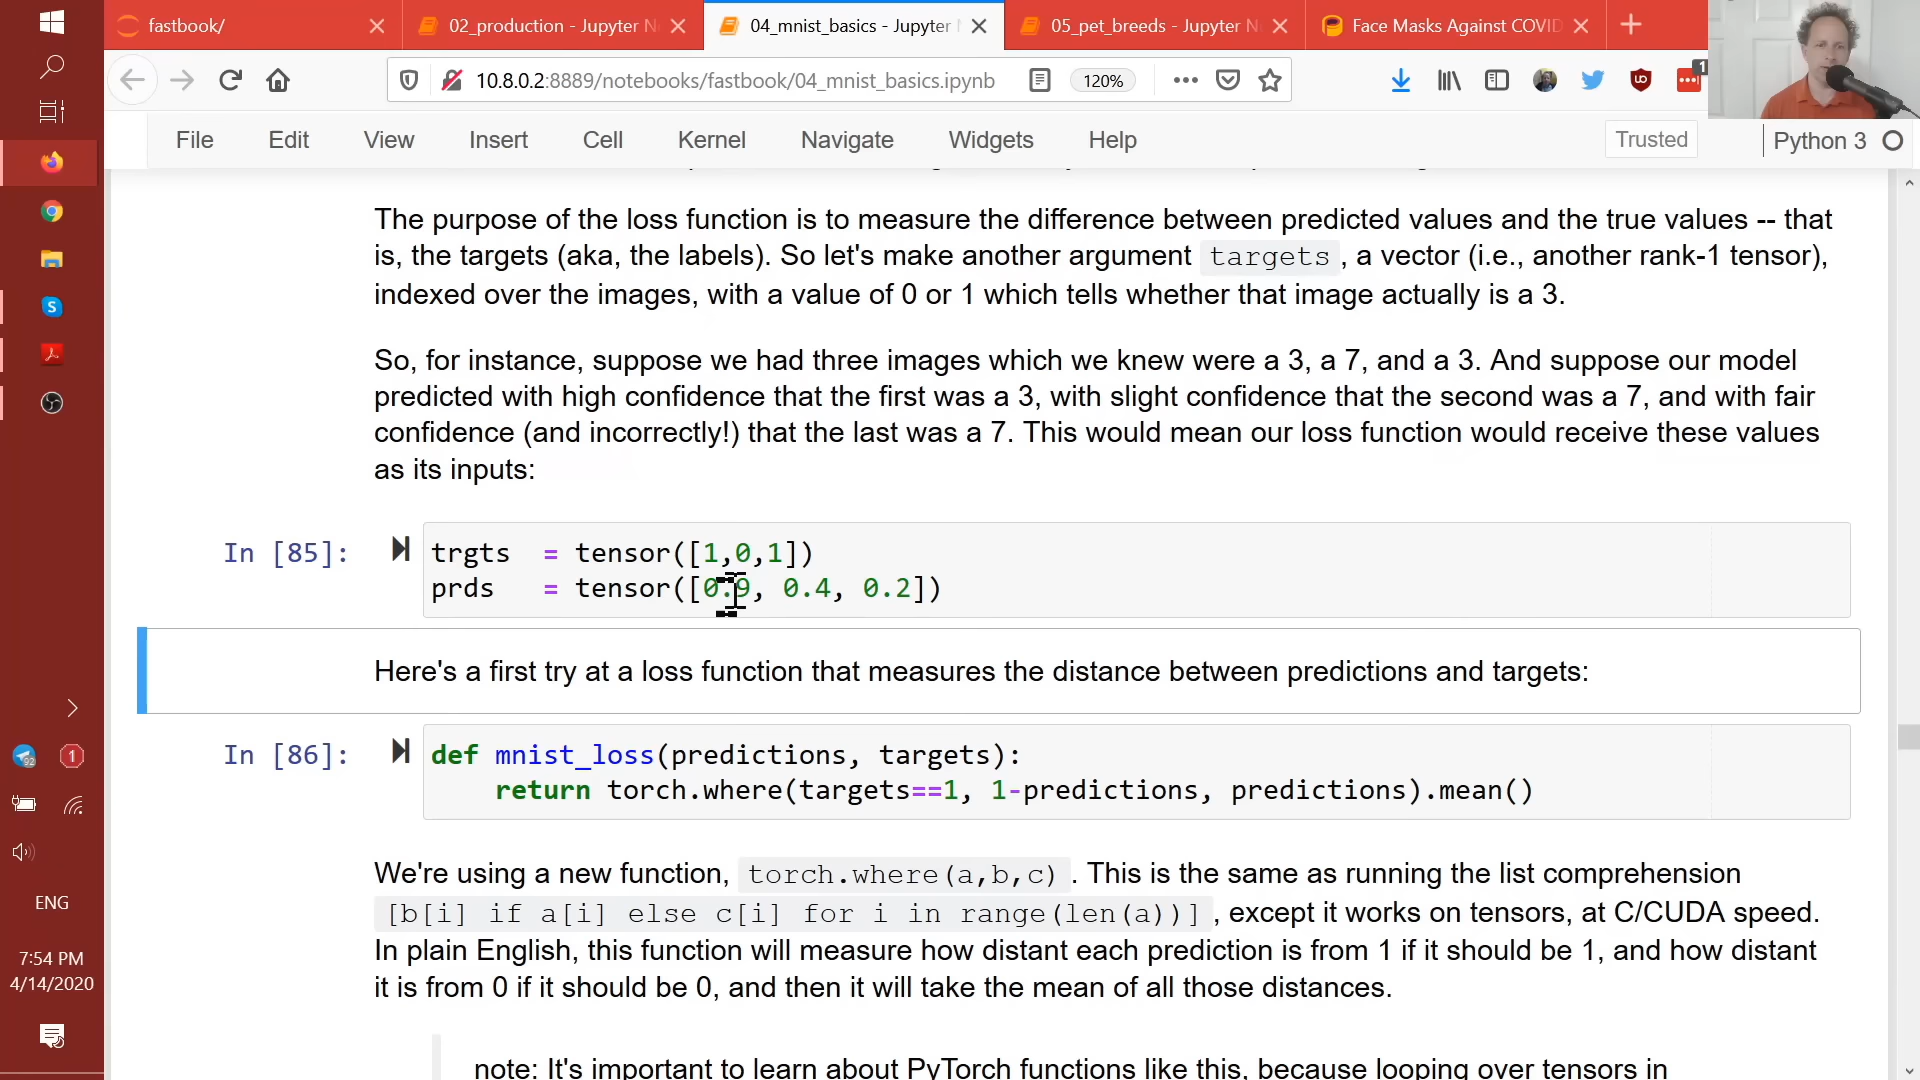 fastbook/
02_production - Jupyter N
04_mnist_basics - Jupyter
05_pet_breeds - Jupyter N
Face Masks Against COVID
10.8.0.2:8889/notebooks/fastbook/04_mnist_basics.ipynb
120%
1
File Edit View Insert Cell Kernel Navigate Widgets Help
Trusted
Python 3
The purpose of the loss function is to measure the difference between predicted values and the true values -- that
is, the targets (aka, the labels). So let's make another argument targets, a vector (i.e., another rank-1 tensor),
indexed over the images, with a value of 0 or 1 which tells whether that image actually is a 3.
So, for instance, suppose we had three images which we knew were a 3, a 7, and a 3. And suppose our model
predicted with high confidence that the first was a 3, with slight confidence that the second was a 7, and with fair
confidence (and incorrectly!) that the last was a 7. This would mean our loss function would receive these values
as its inputs:
In [85]:
trgts  = tensor([1,0,1])
prds   = tensor([0.9, 0.4, 0.2])
Here's a first try at a loss function that measures the distance between predictions and targets:
In [86]:
def mnist_loss(predictions, targets):
    return torch.where(targets==1, 1-predictions, predictions).mean()
We're using a new function, torch.where(a,b,c). This is the same as running the list comprehension
[b[i] if a[i] else c[i] for i in range(len(a))], except it works on tensors, at C/CUDA speed.
In plain English, this function will measure how distant each prediction is from 1 if it should be 1, and how distant
it is from 0 if it should be 0, and then it will take the mean of all those distances.
note: It's important to learn about PyTorch functions like this, because looping over tensors in
92
1
ENG
7:54 PM
4/14/2020